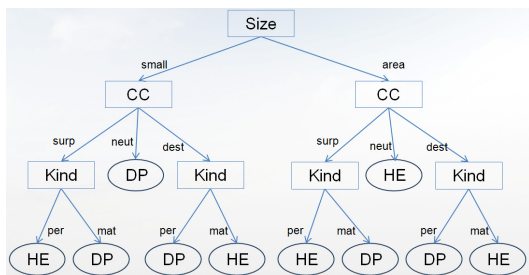 Size
small area
CC CC
surp neut dest surp neut dest
Kind DP Kind Kind HE Kind
per mat per mat per mat per mat
HE DP DP HE HE DP DP HE